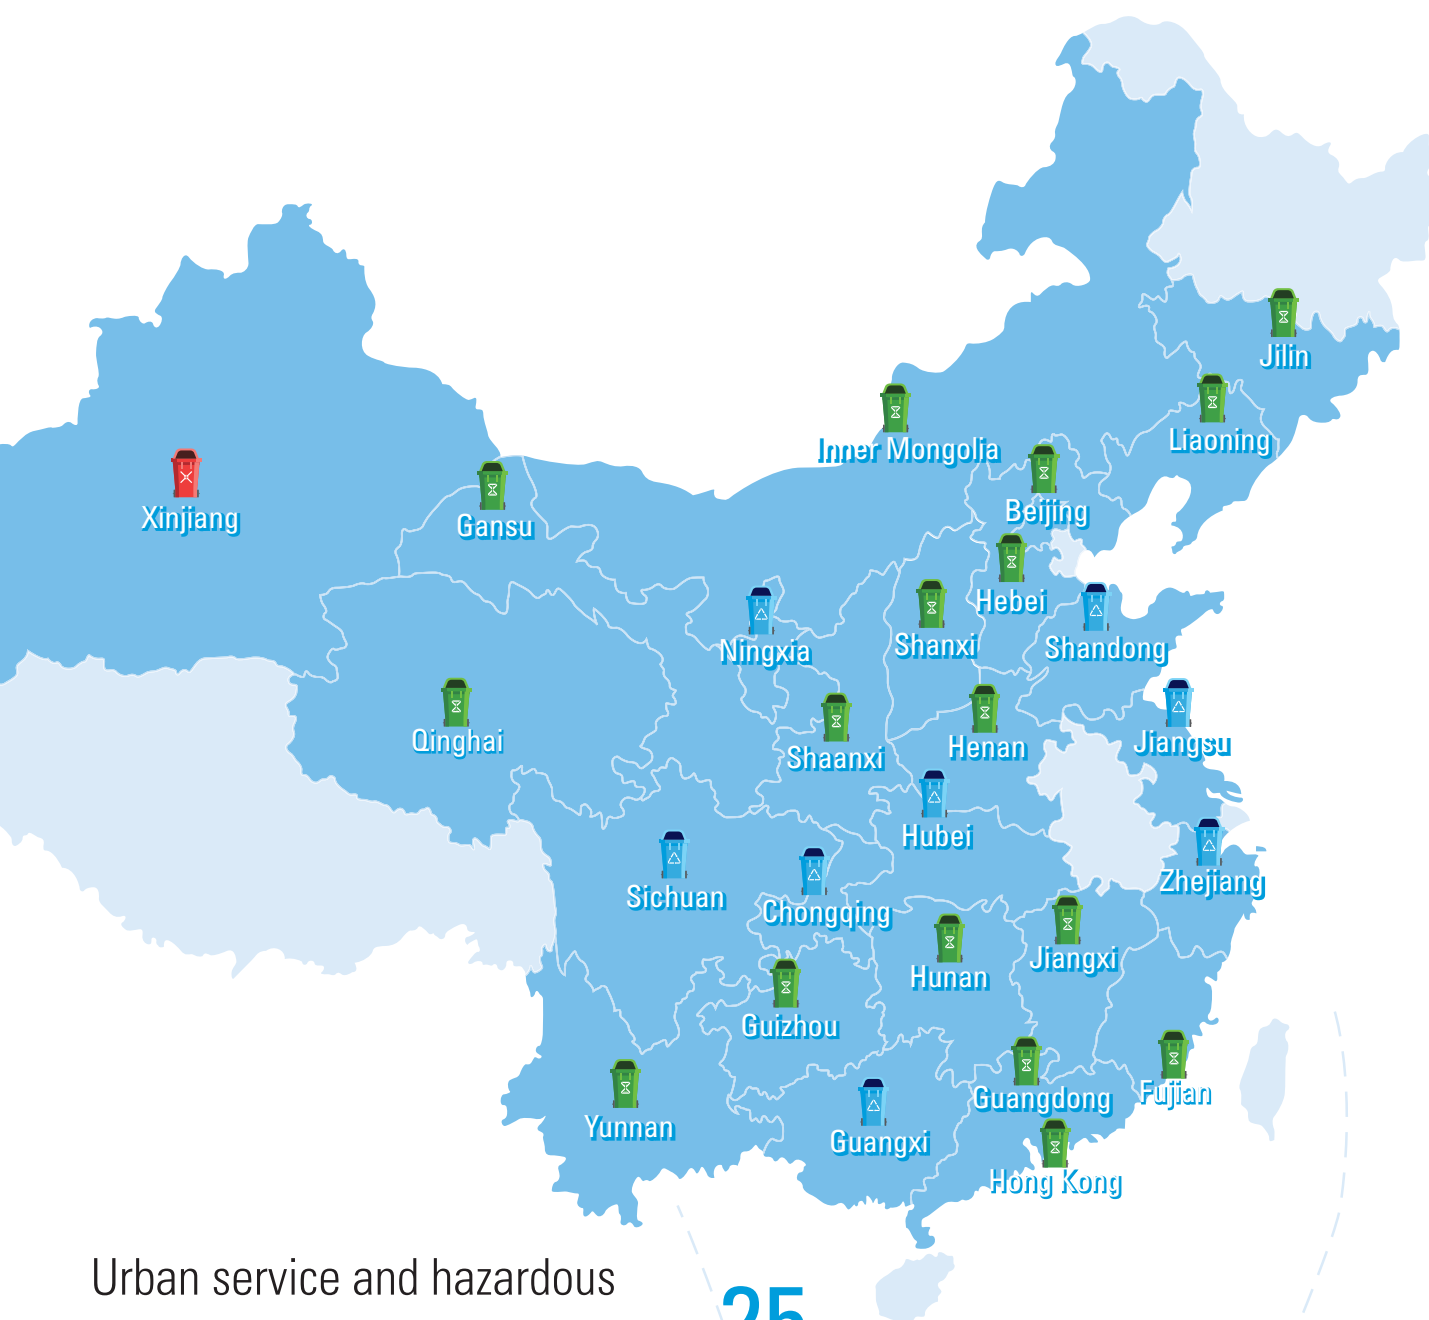 Jilin
Liaoning
Inner Mongolia
Beijing
Xinjiang
Gansu
Hebei
Shanxi
Shandong
Ningxia
Qinghai
Shaanxi
Henan
Jiangsu
Hubei
Zhejiang
Sichuan
Chongqing
Jiangxi
Hunan
Guizhou
Guangdong
Fujian
Yunnan
Guangxi
Hong Kong
Urban service and hazardous
25